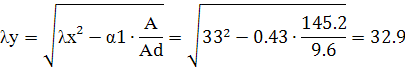 λy = √(λx² − α1 · A/Ad) = √(33² − 0.43 · 145.2/9.6) = 32.9